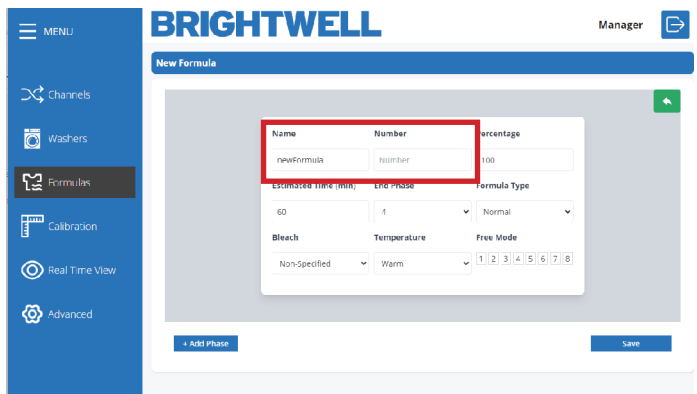 MENU
BRIGHTWELL
Manager
New Formula
Channels
Washers
Formulas
Calibration
Real Time View
Advanced
Name Number Percentage
newFormula Number 100
Estimated Time (min) End Phase Formula Type
60 4 Normal
Bleach Temperature Free Mode
Non-Specified Warm 1 2 3 4 5 6 7 8
+ Add Phase Save